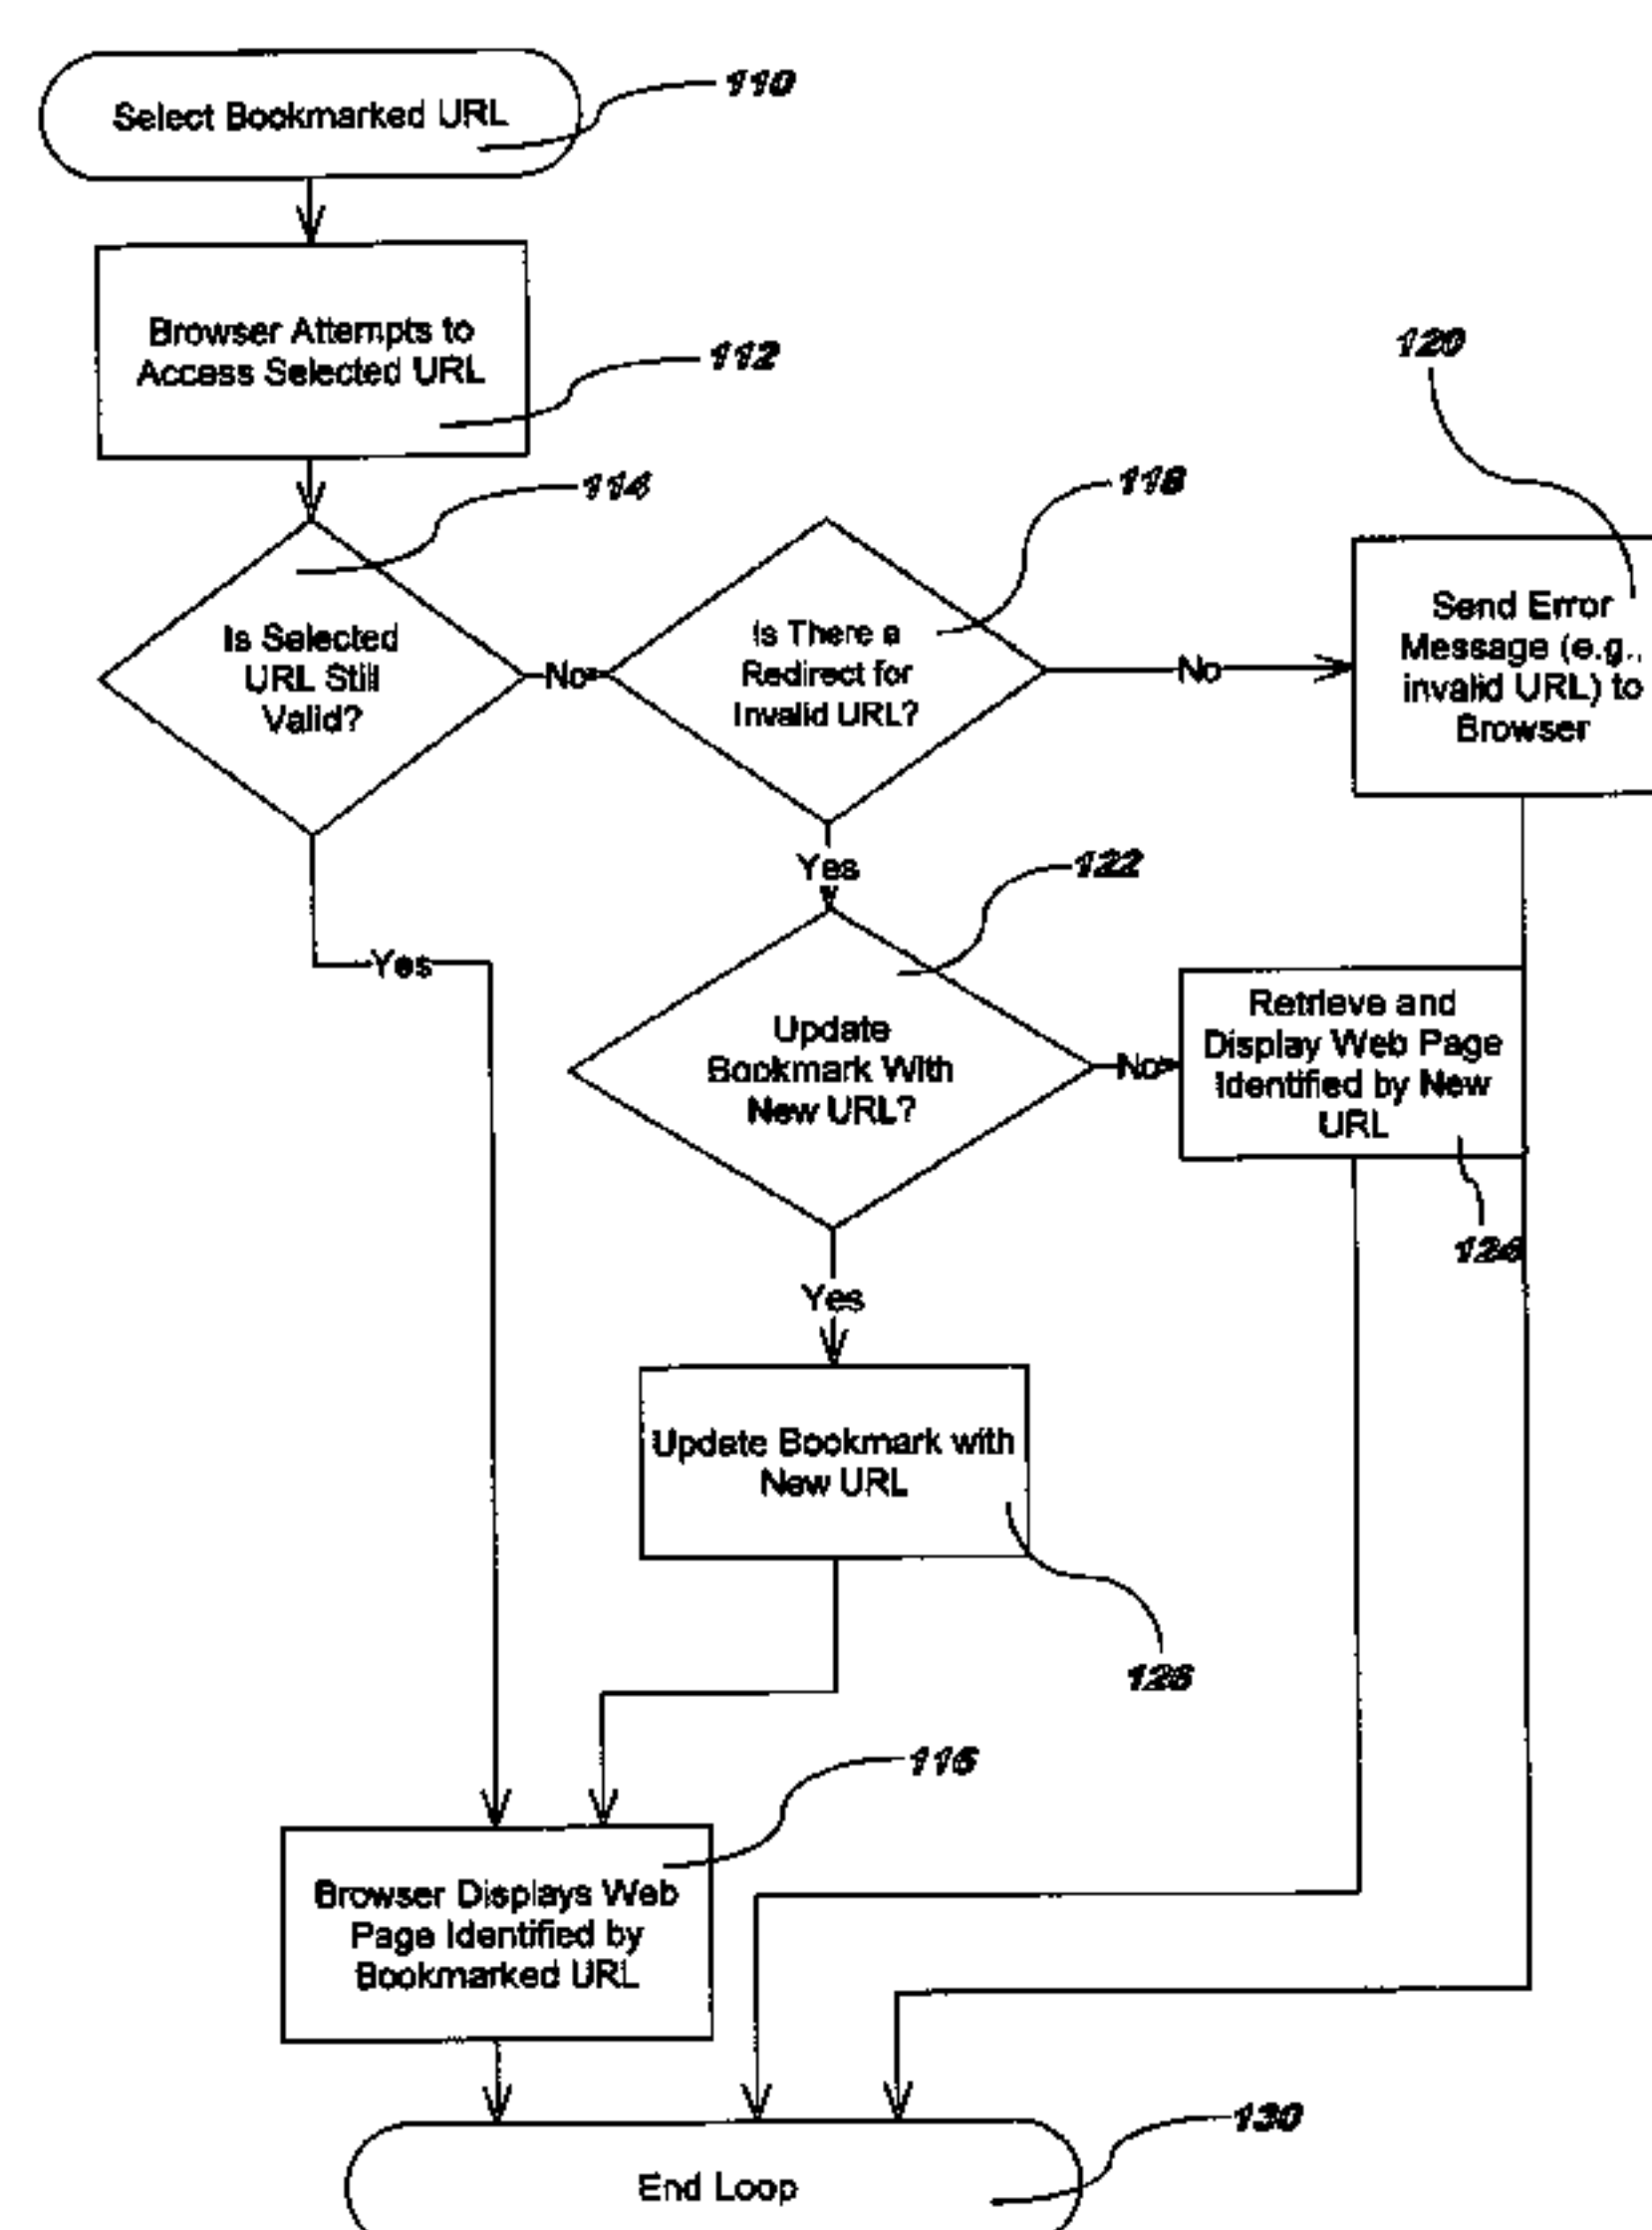 Select Bookmarked URL
110
Browser Attempts to
Access Selected URL
112
120
114
118
Is Selected
URL Still
Valid?
No
Is There a
Redirect for
Invalid URL?
No
Send Error
Message (e.g.,
invalid URL) to
Browser
Yes
122
Yes
Update
Bookmark With
New URL?
No
Retrieve and
Display Web Page
Identified by New
URL
124
Yes
Update Bookmark with
New URL
126
116
Browser Displays Web
Page Identified by
Bookmarked URL
130
End Loop